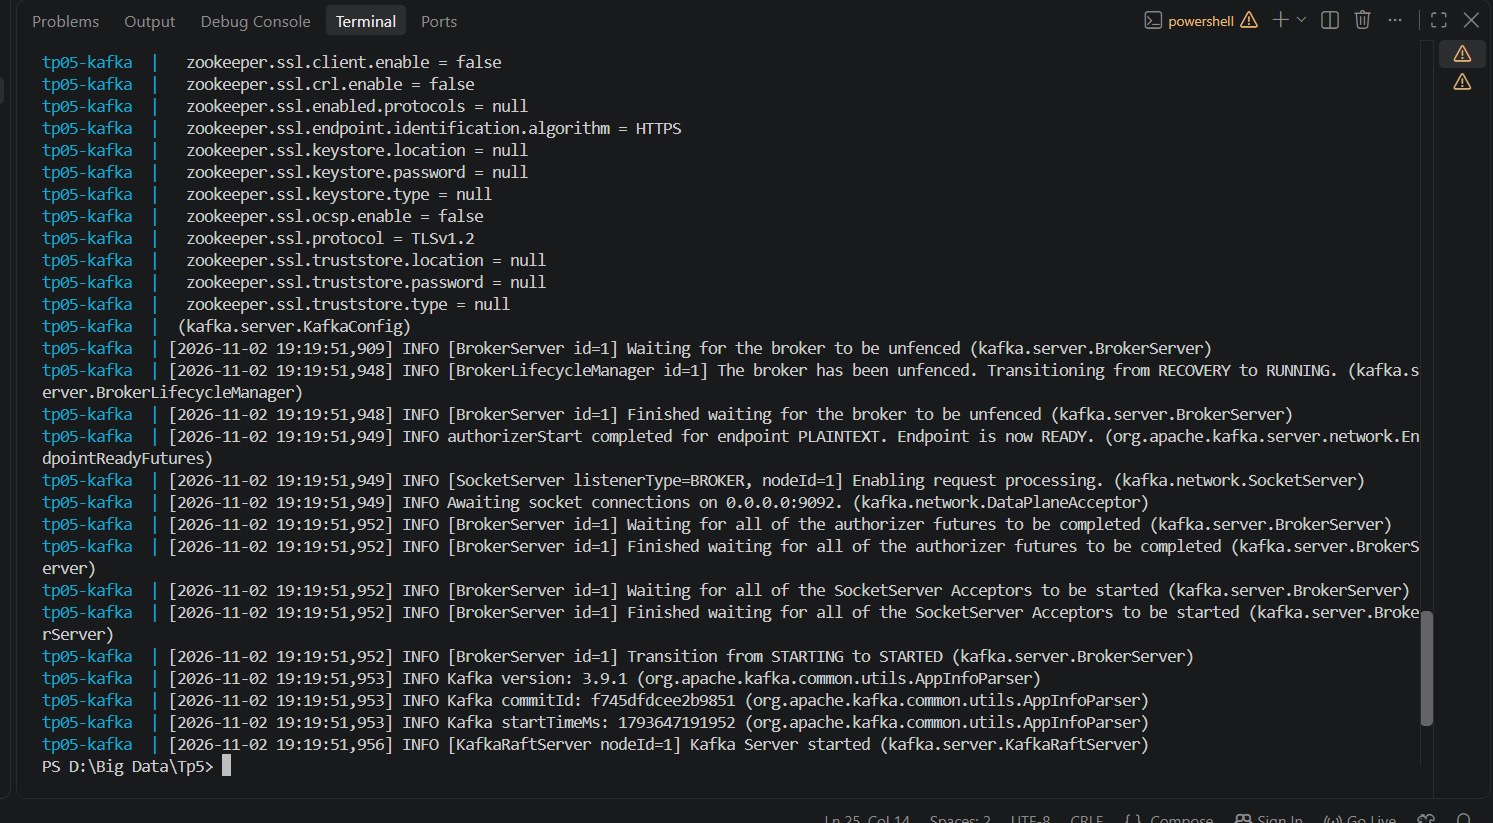 Problems Output Debug Console Terminal Ports powershell
tp05-kafka | zookeeper.ssl.client.enable = false
tp05-kafka | zookeeper.ssl.crl.enable = false
tp05-kafka | zookeeper.ssl.enabled.protocols = null
tp05-kafka | zookeeper.ssl.endpoint.identification.algorithm = HTTPS
tp05-kafka | zookeeper.ssl.keystore.location = null
tp05-kafka | zookeeper.ssl.keystore.password = null
tp05-kafka | zookeeper.ssl.keystore.type = null
tp05-kafka | zookeeper.ssl.ocsp.enable = false
tp05-kafka | zookeeper.ssl.protocol = TLSv1.2
tp05-kafka | zookeeper.ssl.truststore.location = null
tp05-kafka | zookeeper.ssl.truststore.password = null
tp05-kafka | zookeeper.ssl.truststore.type = null
tp05-kafka | (kafka.server.KafkaConfig)
tp05-kafka | [2026-11-02 19:19:51,909] INFO [BrokerServer id=1] Waiting for the broker to be unfenced (kafka.server.BrokerServer)
tp05-kafka | [2026-11-02 19:19:51,948] INFO [BrokerLifecycleManager id=1] The broker has been unfenced. Transitioning from RECOVERY to RUNNING. (kafka.s
erver.BrokerLifecycleManager)
tp05-kafka | [2026-11-02 19:19:51,948] INFO [BrokerServer id=1] Finished waiting for the broker to be unfenced (kafka.server.BrokerServer)
tp05-kafka | [2026-11-02 19:19:51,949] INFO authorizerStart completed for endpoint PLAINTEXT. Endpoint is now READY. (org.apache.kafka.server.network.En
dpointReadyFutures)
tp05-kafka | [2026-11-02 19:19:51,949] INFO [SocketServer listenerType=BROKER, nodeId=1] Enabling request processing. (kafka.network.SocketServer)
tp05-kafka | [2026-11-02 19:19:51,949] INFO Awaiting socket connections on 0.0.0.0:9092. (kafka.network.DataPlaneAcceptor)
tp05-kafka | [2026-11-02 19:19:51,952] INFO [BrokerServer id=1] Waiting for all of the authorizer futures to be completed (kafka.server.BrokerServer)
tp05-kafka | [2026-11-02 19:19:51,952] INFO [BrokerServer id=1] Finished waiting for all of the authorizer futures to be completed (kafka.server.BrokerS
erver)
tp05-kafka | [2026-11-02 19:19:51,952] INFO [BrokerServer id=1] Waiting for all of the SocketServer Acceptors to be started (kafka.server.BrokerServer)
tp05-kafka | [2026-11-02 19:19:51,952] INFO [BrokerServer id=1] Finished waiting for all of the SocketServer Acceptors to be started (kafka.server.Broke
rServer)
tp05-kafka | [2026-11-02 19:19:51,952] INFO [BrokerServer id=1] Transition from STARTING to STARTED (kafka.server.BrokerServer)
tp05-kafka | [2026-11-02 19:19:51,953] INFO Kafka version: 3.9.1 (org.apache.kafka.common.utils.AppInfoParser)
tp05-kafka | [2026-11-02 19:19:51,953] INFO Kafka commitId: f745dfdcee2b9851 (org.apache.kafka.common.utils.AppInfoParser)
tp05-kafka | [2026-11-02 19:19:51,953] INFO Kafka startTimeMs: 1793647191952 (org.apache.kafka.common.utils.AppInfoParser)
tp05-kafka | [2026-11-02 19:19:51,956] INFO [KafkaRaftServer nodeId=1] Kafka Server started (kafka.server.KafkaRaftServer)
PS D:\Big Data\Tp5>
Ln 25, Col 14 Spaces: 2 UTF-8 CRLF { } Compose Sign In Go Live